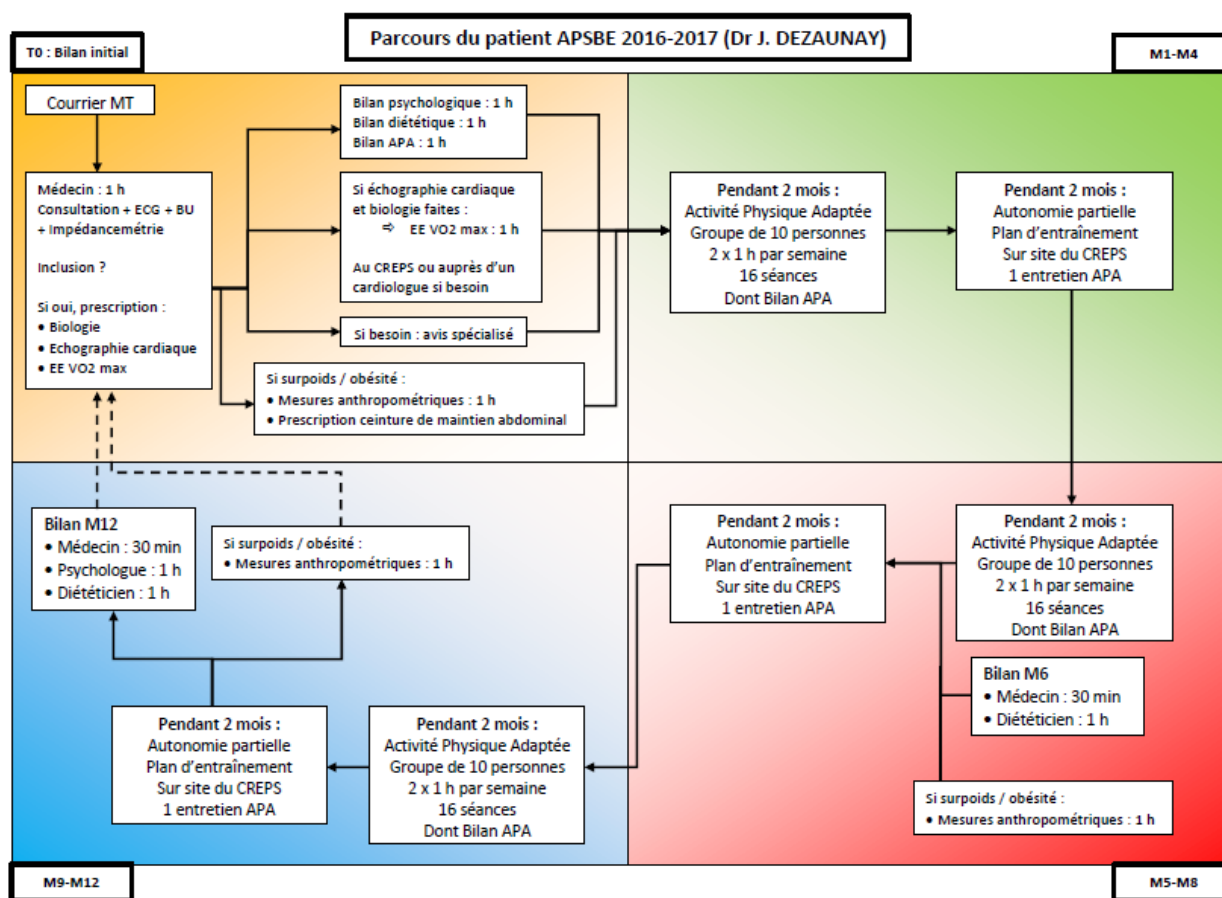 Parcours du patient APSBE 2016-2017 (Dr J. DEZAUNAY)
T0 : Bilan initial
M1-M4
Courrier MT
Médecin : 1 h
Consultation + ECG + BU
+ Impédancemétrie
Inclusion ?
Si oui, prescription :
• Biologie
• Echographie cardiaque
• EE VO2 max
Bilan psychologique : 1 h
Bilan diététique : 1 h
Bilan APA : 1 h
Si échographie cardiaque
et biologie faites :
⇨ EE VO2 max : 1 h
Au CREPS ou auprès d'un
cardiologue si besoin
Si besoin : avis spécialisé
Si surpoids / obésité :
• Mesures anthropométriques : 1 h
• Prescription ceinture de maintien abdominal
Pendant 2 mois :
Activité Physique Adaptée
Groupe de 10 personnes
2 x 1 h par semaine
16 séances
Dont Bilan APA
Pendant 2 mois :
Autonomie partielle
Plan d'entraînement
Sur site du CREPS
1 entretien APA
Pendant 2 mois :
Activité Physique Adaptée
Groupe de 10 personnes
2 x 1 h par semaine
16 séances
Dont Bilan APA
Bilan M6
• Médecin : 30 min
• Diététicien : 1 h
Si surpoids / obésité :
• Mesures anthropométriques : 1 h
Pendant 2 mois :
Autonomie partielle
Plan d'entraînement
Sur site du CREPS
1 entretien APA
M5-M8
Pendant 2 mois :
Activité Physique Adaptée
Groupe de 10 personnes
2 x 1 h par semaine
16 séances
Dont Bilan APA
Pendant 2 mois :
Autonomie partielle
Plan d'entraînement
Sur site du CREPS
1 entretien APA
Bilan M12
• Médecin : 30 min
• Psychologue : 1 h
• Diététicien : 1 h
Si surpoids / obésité :
• Mesures anthropométriques : 1 h
M9-M12